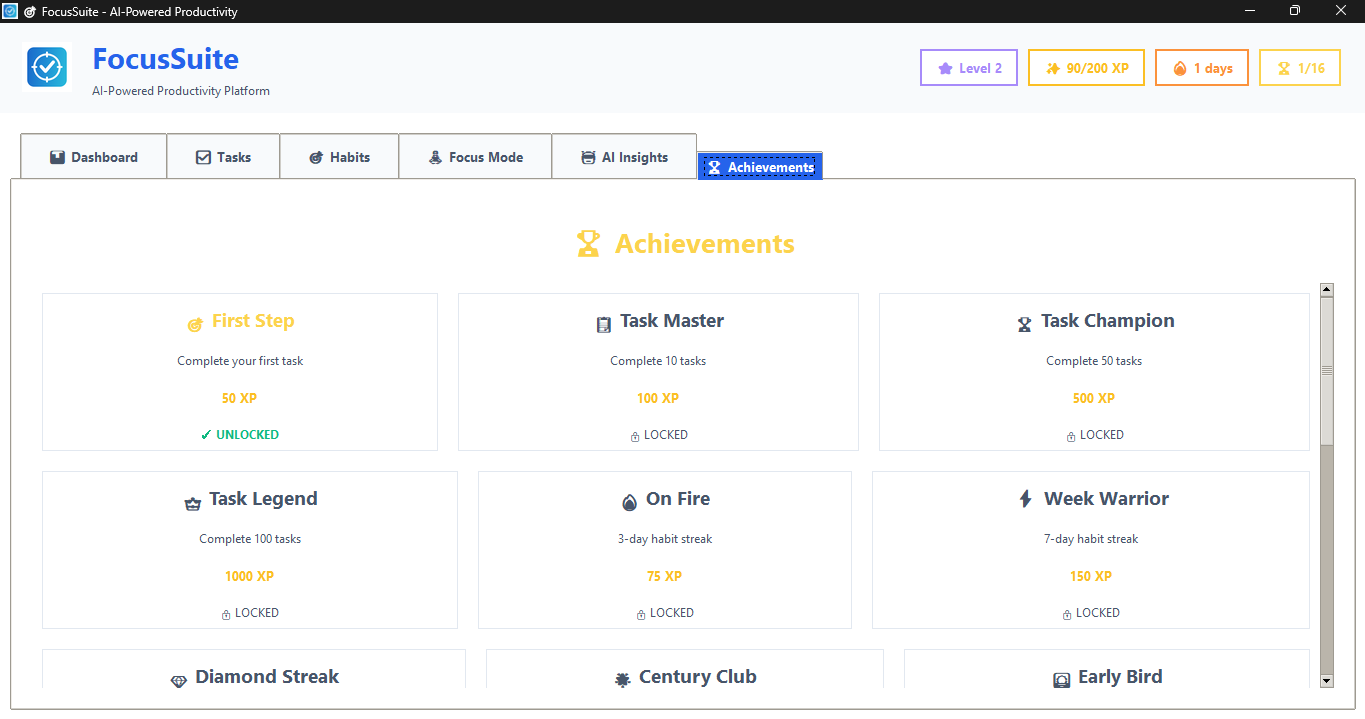 FocusSuite - AI-Powered Productivity
FocusSuite
AI-Powered Productivity Platform
Level 2
90/200 XP
1 days
1/16
Dashboard
Tasks
Habits
Focus Mode
AI Insights
Achievements
Achievements
First Step
Complete your first task
50 XP
✓ UNLOCKED
Task Master
Complete 10 tasks
100 XP
LOCKED
Task Champion
Complete 50 tasks
500 XP
LOCKED
Task Legend
Complete 100 tasks
1000 XP
LOCKED
On Fire
3-day habit streak
75 XP
LOCKED
Week Warrior
7-day habit streak
150 XP
LOCKED
Diamond Streak
Century Club
Early Bird